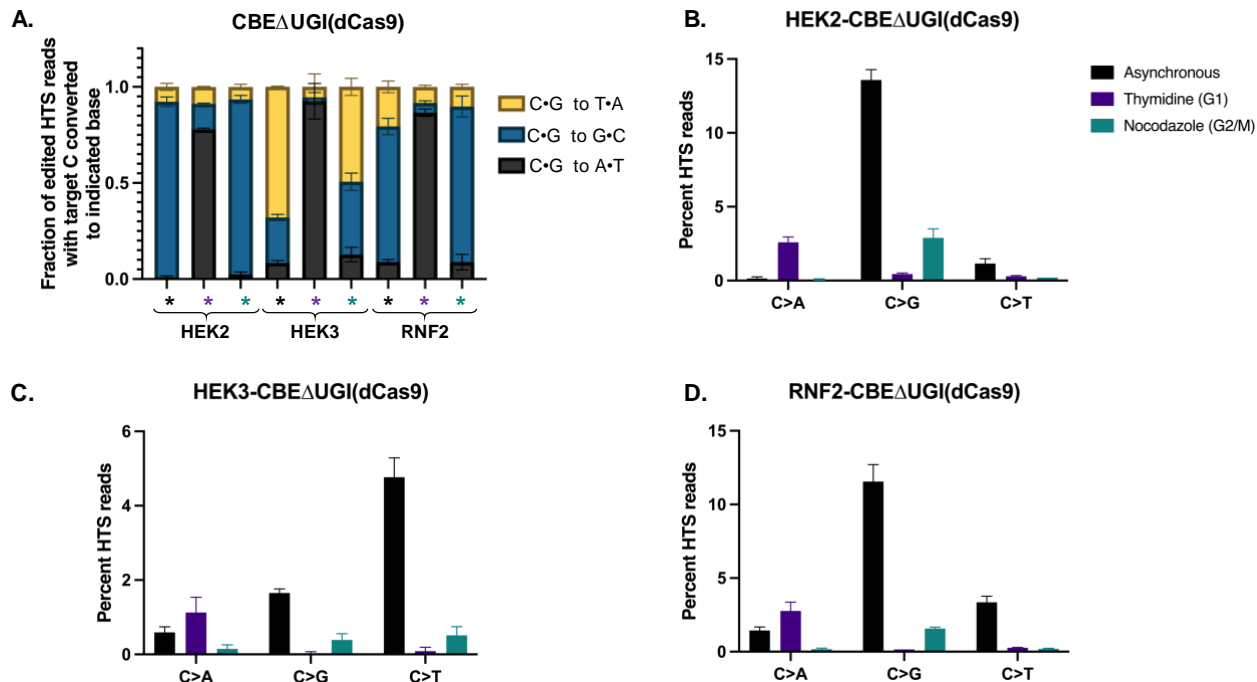 A.
CBEΔUGI(dCas9)
Fraction of edited HTS reads
with target C converted
to indicated base
1.0
0.5
0.0
C•G to T•A
C•G to G•C
C•G to A•T
* * * * * * * * *
HEK2 HEK3 RNF2
B.
HEK2-CBEΔUGI(dCas9)
Percent HTS reads
15
10
5
0
C>A C>G C>T
Asynchronous
Thymidine (G1)
Nocodazole (G2/M)
C.
HEK3-CBEΔUGI(dCas9)
Percent HTS reads
6
4
2
0
C>A C>G C>T
D.
RNF2-CBEΔUGI(dCas9)
Percent HTS reads
15
10
5
0
C>A C>G C>T